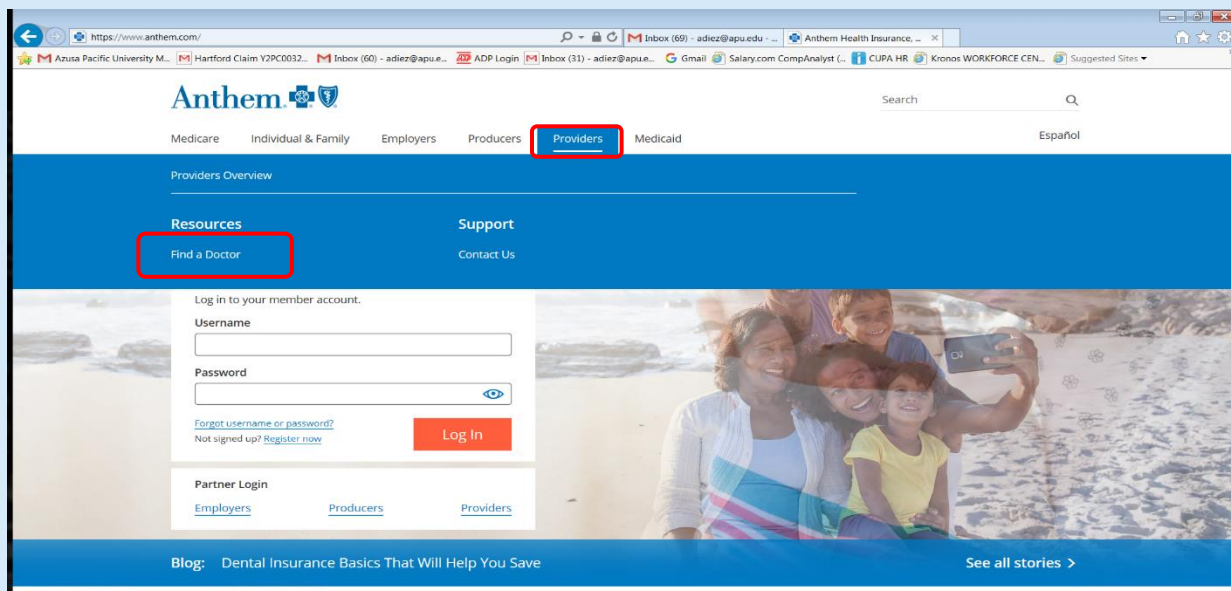 https://www.anthem.com/
Inbox (69) - adiez@apu.edu - ...
Anthem Health Insurance, ...
Azusa Pacific University M...
Hartford Claim Y2PC0032...
Inbox (60) - adiez@apu.e...
ADP Login
Inbox (31) - adiez@apu.e...
Gmail
Salary.com CompAnalyst (...
CUPA HR
Kronos WORKFORCE CEN...
Suggested Sites
Anthem
Search
Medicare
Individual & Family
Employers
Producers
Providers
Medicaid
Español
Providers Overview
Resources
Support
Find a Doctor
Contact Us
Log in to your member account.
Username
Password
Forgot username or password?
Not signed up? Register now
Log In
Partner Login
Employers
Producers
Providers
Blog: Dental Insurance Basics That Will Help You Save
See all stories >